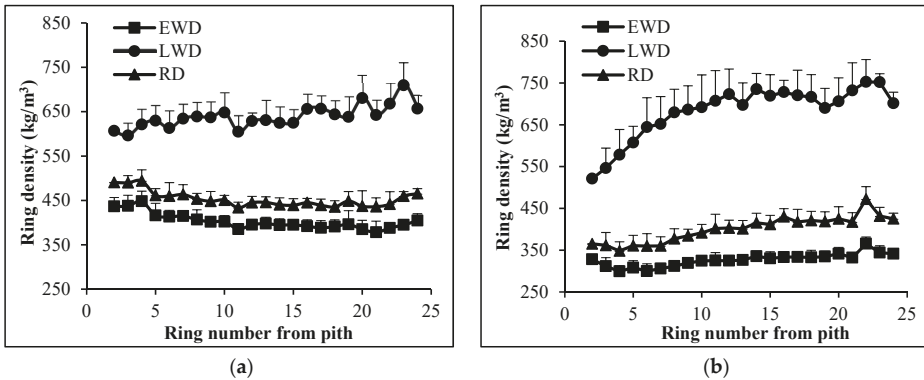 EWD
LWD
RD
850
750
650
550
450
350
250
Ring density (kg/m³)
0 5 10 15 20 25
Ring number from pith
(a)
EWD
LWD
RD
850
750
650
550
450
350
250
Ring density (kg/m³)
0 5 10 15 20 25
Ring number from pith
(b)